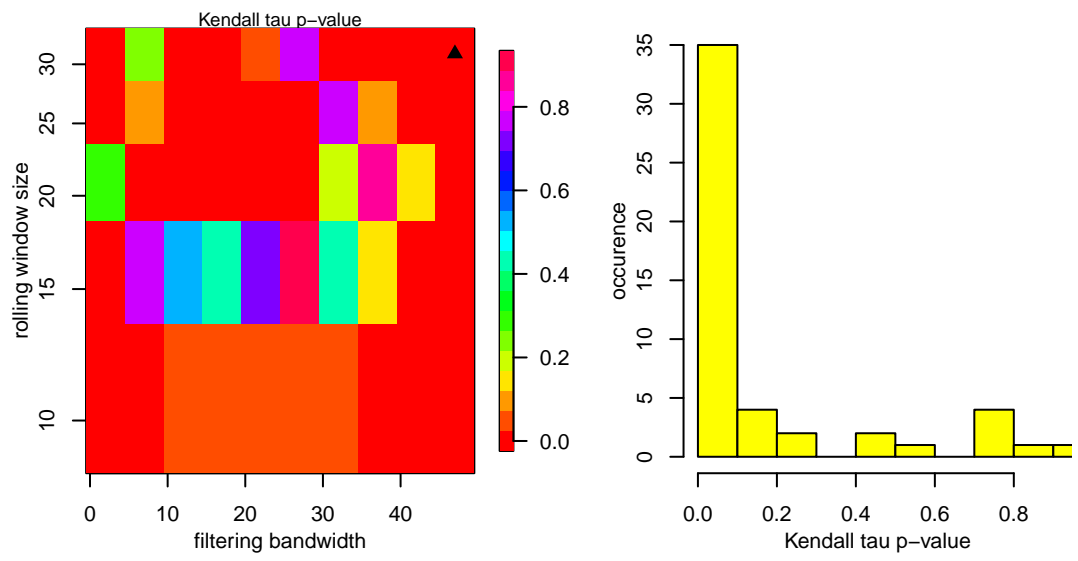 Kendall tau p−value
rolling window size
30
25
20
15
10
0 10 20 30 40
filtering bandwidth
0.8
0.6
0.4
0.2
0.0
occurence
35
30
25
20
15
10
5
0
0.0 0.2 0.4 0.6 0.8
Kendall tau p−value